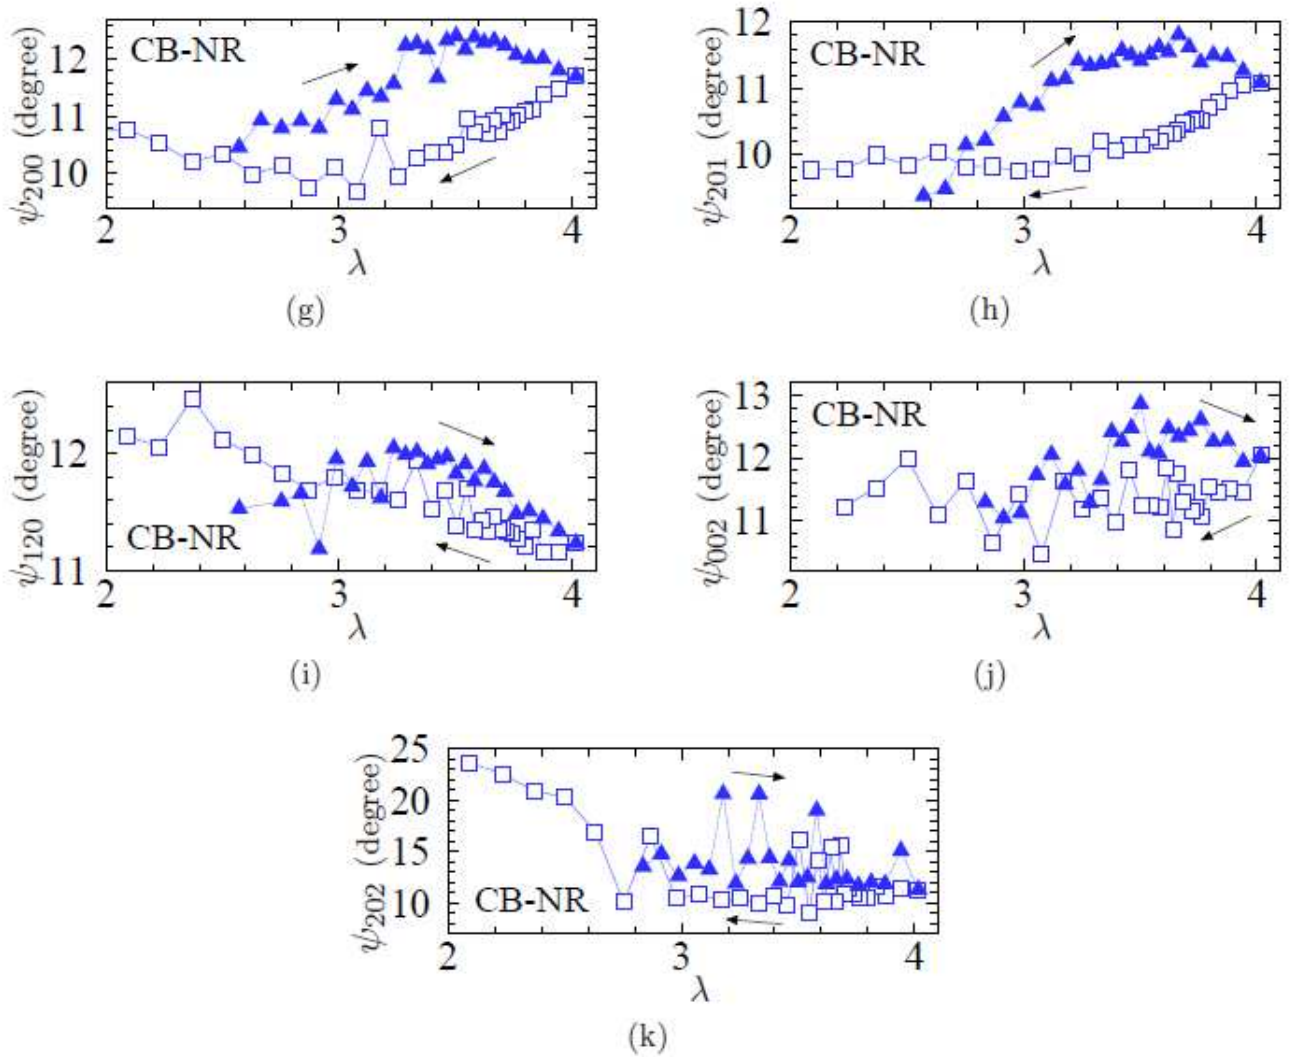 ψ200 (degree)
12
11
10
CB-NR
2
3
4
λ
(g)
ψ201 (degree)
12
11
10
CB-NR
2
3
4
λ
(h)
ψ120 (degree)
12
11
CB-NR
2
3
4
λ
(i)
ψ002 (degree)
13
12
11
CB-NR
2
3
4
λ
(j)
ψ202 (degree)
25
20
15
10
CB-NR
2
3
4
λ
(k)